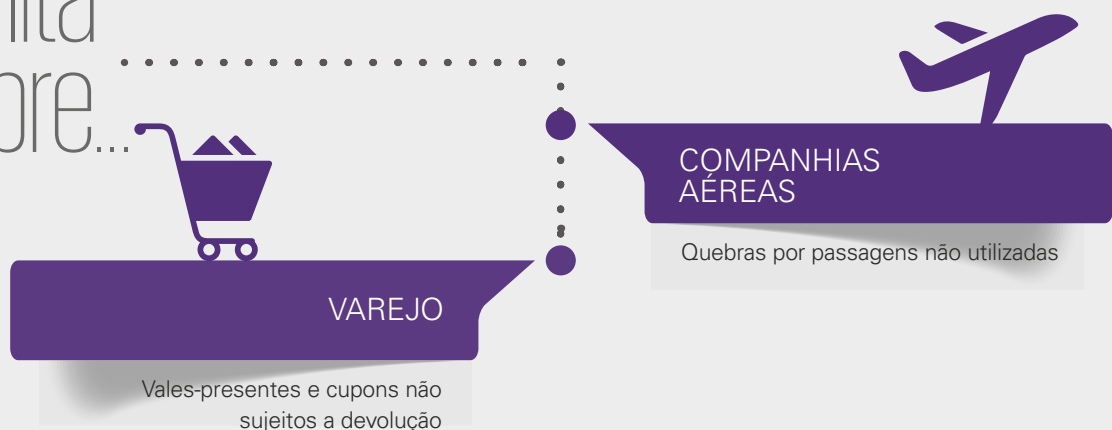 COMPANHIAS
AÉREAS
Quebras por passagens não utilizadas
VAREJO
Vales-presentes e cupons não
sujeitos a devolução